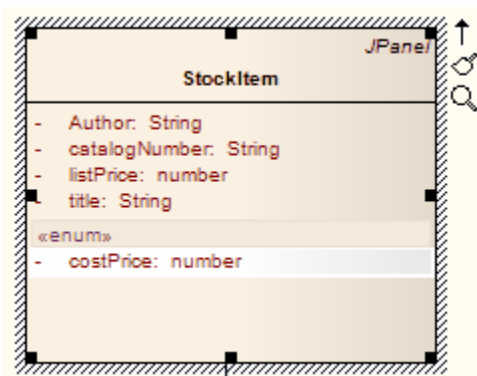 JPanel
StockItem
- Author: String
- catalogNumber: String
- listPrice: number
- title: String
«enum»
- costPrice: number